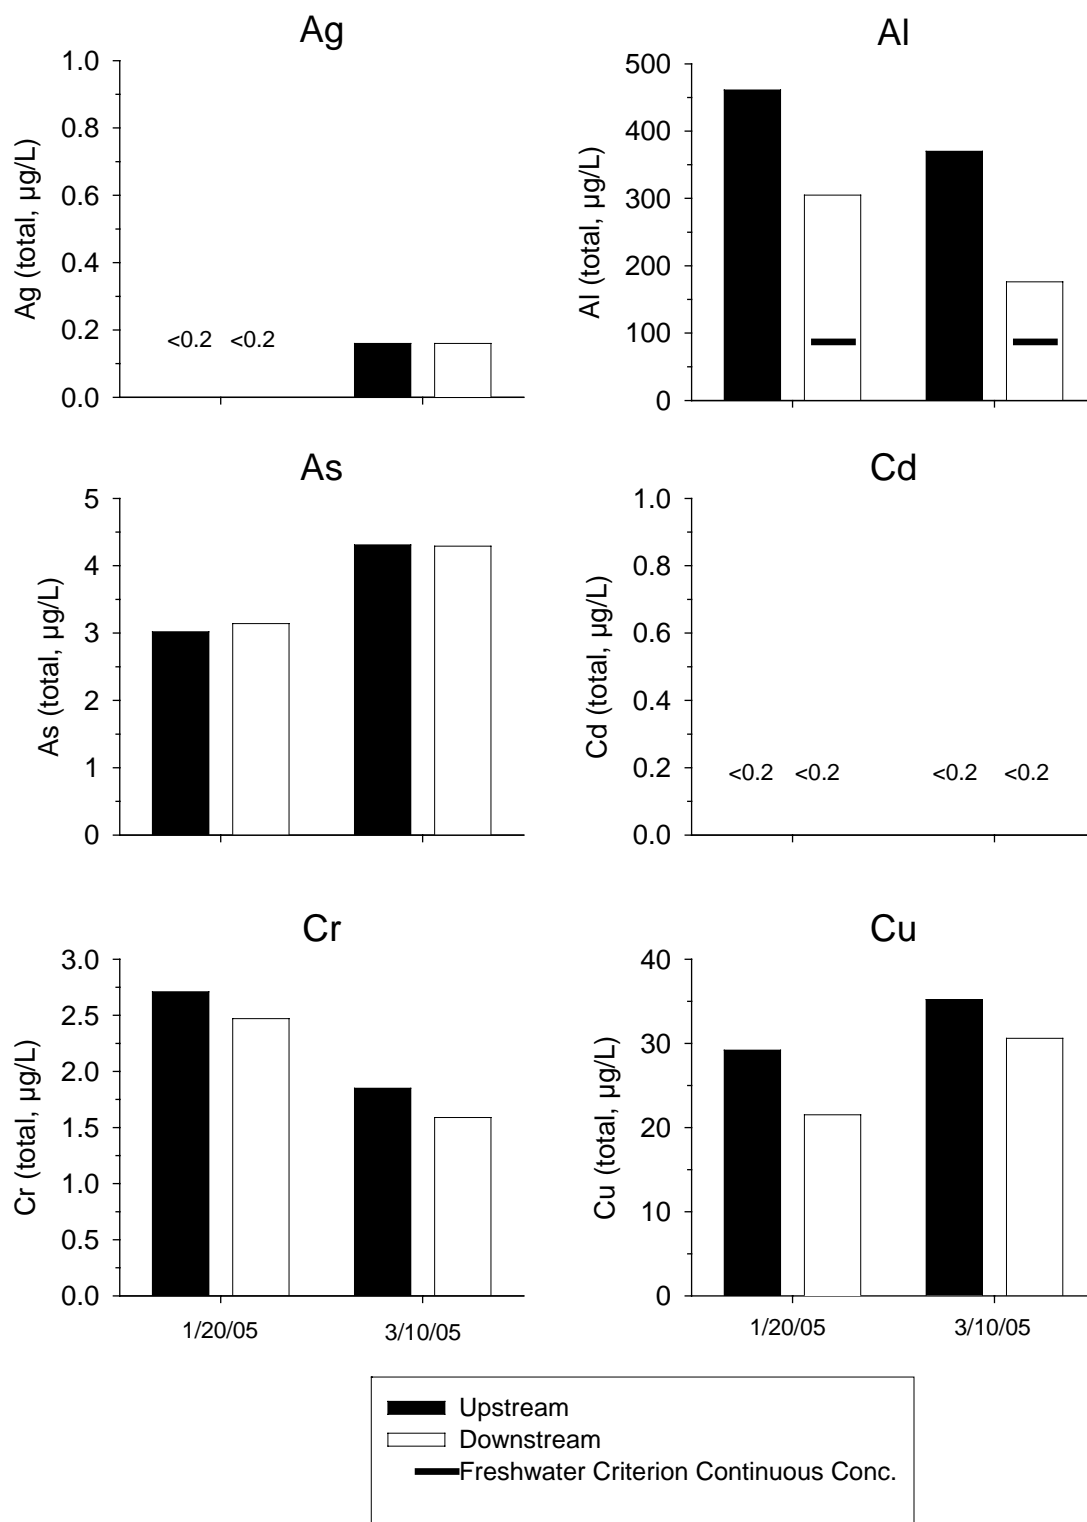 Ag
Ag (total, µg/L)
1.0
0.8
0.6
0.4
0.2
0.0
<0.2 <0.2
Al
Al (total, µg/L)
500
400
300
200
100
0
As
As (total, µg/L)
5
4
3
2
1
0
Cd
Cd (total, µg/L)
1.0
0.8
0.6
0.4
0.2
0.0
<0.2 <0.2 <0.2 <0.2
Cr
Cr (total, µg/L)
3.0
2.5
2.0
1.5
1.0
0.5
0.0
1/20/05 3/10/05
Cu
Cu (total, µg/L)
40
30
20
10
0
1/20/05 3/10/05
Upstream
Downstream
Freshwater Criterion Continuous Conc.